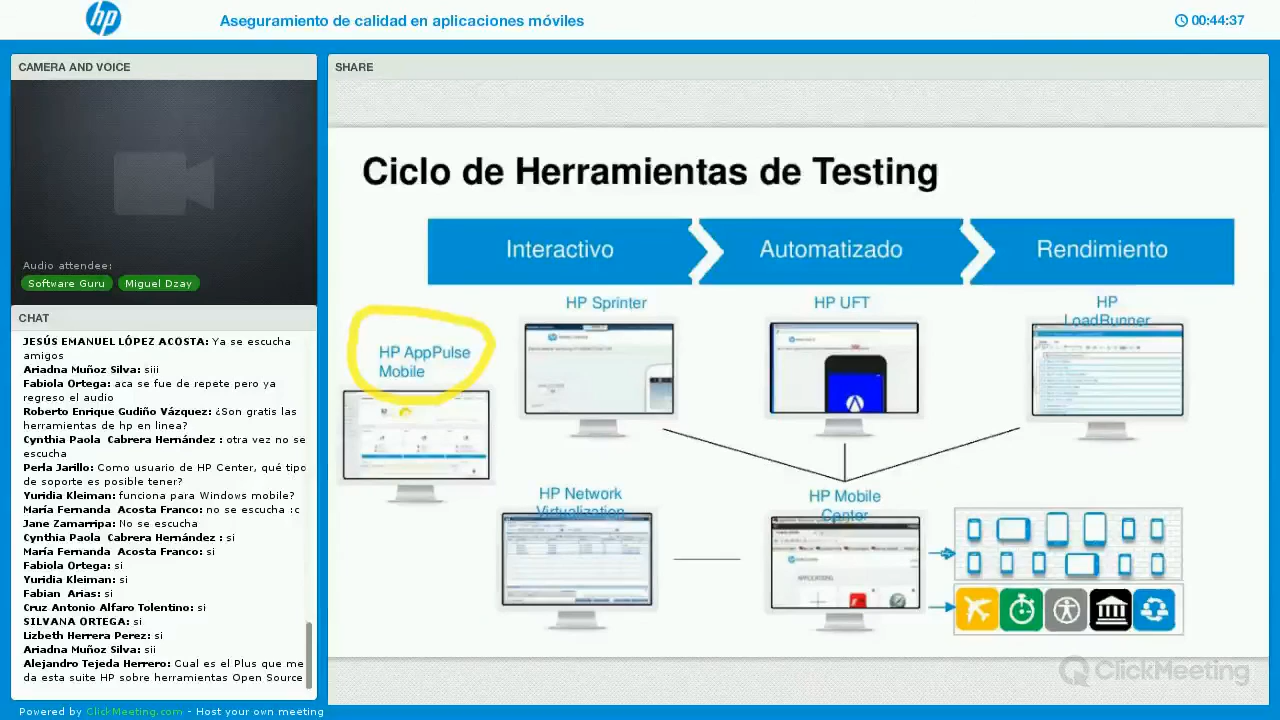 hp
Aseguramiento de calidad en aplicaciones móviles
00:44:37
CAMERA AND VOICE
Audio attendee:
Software Guru
Miguel Dzay
CHAT
JESÚS EMANUEL LÓPEZ ACOSTA: Ya se escucha
amigos
Ariadna Muñoz Silva: siii
Fabiola Ortega: aca se fue de repete pero ya
regreso el audio
Roberto Enrique Gudiño Vázquez: ¿Son gratis las
herramientas de hp en linea?
Cynthia Paola Cabrera Hernández : otra vez no se
escucha
Perla Jarillo: Como usuario de HP Center, qué tipo
de soporte es posible tener?
Yuridia Kleiman: funciona para Windows mobile?
María Fernanda Acosta Franco: no se escucha :c
Jane Zamarripa: No se escucha
Cynthia Paola Cabrera Hernández : si
María Fernanda Acosta Franco: si
Fabiola Ortega: si
Yuridia Kleiman: si
Fabian Arias: si
Cruz Antonio Alfaro Tolentino: si
SILVANA ORTEGA: si
Lizbeth Herrera Perez: si
Ariadna Muñoz Silva: sii
Alejandro Tejeda Herrero: Cual es el Plus que me
da esta suite HP sobre herramientas Open Source
SHARE
Ciclo de Herramientas de Testing
Interactivo
Automatizado
Rendimiento
HP Sprinter
HP UFT
HP
LoadRunner
HP AppPulse
Mobile
HP Network
Virtualization
HP Mobile
Center
ClickMeeting
Powered by ClickMeeting.com - Host your own meeting